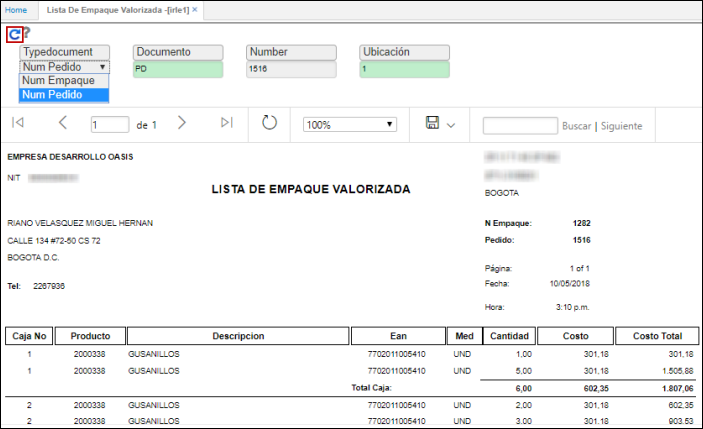 Home Lista De Empaque Valorizada -[irle1] ×
?
Typedocument Documento Number Ubicación
Num Pedido PD 1516 1
Num Empaque
Num Pedido
1 de 1 100% Buscar | Siguiente
EMPRESA DESARROLLO OASIS
NIT
LISTA DE EMPAQUE VALORIZADA
BOGOTA
RIANO VELASQUEZ MIGUEL HERNAN N Empaque: 1282
CALLE 134 #72-50 CS 72 Pedido: 1516
BOGOTA D.C.
Página: 1 of 1
Tel: 2267936 Fecha: 10/05/2018
Hora: 3:10 p.m.
Caja No Producto Descripcion Ean Med Cantidad Costo Costo Total
1 2000338 GUSANILLOS 7702011005410 UND 1,00 301,18 301,18
1 2000338 GUSANILLOS 7702011005410 UND 5,00 301,18 1.505,88
Total Caja: 6,00 602,35 1.807,06
2 2000338 GUSANILLOS 7702011005410 UND 2,00 301,18 602,35
2 2000338 GUSANILLOS 7702011005410 UND 3,00 301,18 903,53